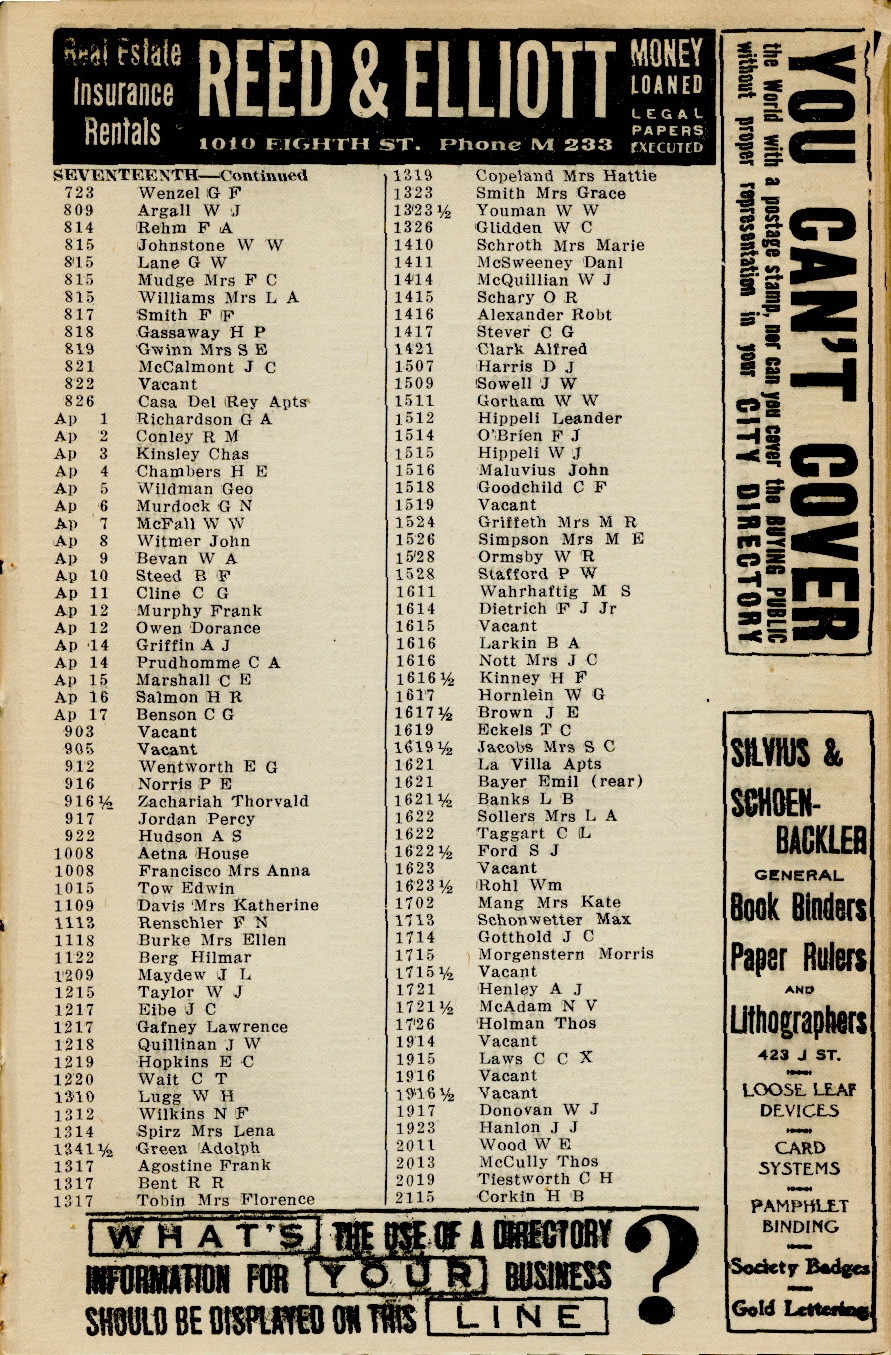 Real Estate
Insurance
Rentals
REED & ELLIOTT
1010 EIGHTH ST. Phone M 233
MONEY
LOANED
LEGAL
PAPERS
EXECUTED
SEVENTEENTH—Continued
723 Wenzel G F
809 Argall W J
814 Rehm F A
815 Johnstone W W
815 Lane G W
815 Mudge Mrs F C
815 Williams Mrs L A
817 Smith F F
818 Gassaway H P
819 Gwinn Mrs S E
821 McCalmont J C
822 Vacant
826 Casa Del Rey Apts
Ap 1 Richardson G A
Ap 2 Conley R M
Ap 3 Kinsley Chas
Ap 4 Chambers H E
Ap 5 Wildman Geo
Ap 6 Murdock G N
Ap 7 McFall W W
Ap 8 Witmer John
Ap 9 Bevan W A
Ap 10 Steed B F
Ap 11 Cline C G
Ap 12 Murphy Frank
Ap 12 Owen Dorance
Ap 14 Griffin A J
Ap 14 Prudhomme C A
Ap 15 Marshall C E
Ap 16 Salmon H R
Ap 17 Benson C G
903 Vacant
905 Vacant
912 Wentworth E G
916 Norris P E
916½ Zachariah Thorvald
917 Jordan Percy
922 Hudson A S
1008 Aetna House
1008 Francisco Mrs Anna
1015 Tow Edwin
1109 Davis Mrs Katherine
1113 Renschler F N
1118 Burke Mrs Ellen
1122 Berg Hilmar
1209 Maydew J L
1215 Taylor W J
1217 Eibe J C
1217 Gafney Lawrence
1218 Quillinan J W
1219 Hopkins E C
1220 Wait C T
1310 Lugg W H
1312 Wilkins N F
1314 Spirz Mrs Lena
1341½ Green Adolph
1317 Agostine Frank
1317 Bent R R
1317 Tobin Mrs Florence
1319 Copeland Mrs Hattie
1323 Smith Mrs Grace
1323½ Youman W W
1326 Glidden W C
1410 Schroth Mrs Marie
1411 McSweeney Danl
1414 McQuillian W J
1415 Schary O R
1416 Alexander Robt
1417 Stever C G
1421 Clark Alfred
1507 Harris D J
1509 Sowell J W
1511 Gorham W W
1512 Hippeli Leander
1514 O'Brien F J
1515 Hippeli W J
1516 Maluvius John
1518 Goodchild C F
1519 Vacant
1524 Griffeth Mrs M R
1526 Simpson Mrs M E
1528 Ormsby W R
1528 Stafford P W
1611 Wahrhaftig M S
1614 Dietrich F J Jr
1615 Vacant
1616 Larkin B A
1616 Nott Mrs J C
1616½ Kinney H F
1617 Hornlein W G
1617½ Brown J E
1619 Eckels T C
1619½ Jacobs Mrs S C
1621 La Villa Apts
1621 Bayer Emil (rear)
1621½ Banks L B
1622 Sollers Mrs L A
1622 Taggart C L
1622½ Ford S J
1623 Vacant
1623½ Rohl Wm
1702 Mang Mrs Kate
1713 Schonwetter Max
1714 Gotthold J C
1715 Morgenstern Morris
1715½ Vacant
1721 Henley A J
1721½ McAdam N V
1726 Holman Thos
1914 Vacant
1915 Laws C C X
1916 Vacant
1916½ Vacant
1917 Donovan W J
1923 Hanlon J J
2011 Wood W E
2013 McCully Thos
2019 Tiestworth C H
2115 Corkin H B
YOU CAN'T COVER
the World with a postage stamp, nor can you cover the BUYING PUBLIC
without proper representation in your CITY DIRECTORY
SILVIUS &
SCHOEN-
BACKLER
GENERAL
Book Binders
Paper Rulers
AND
Lithographers
423 J ST.
LOOSE LEAF
DEVICES
CARD
SYSTEMS
PAMPHLET
BINDING
Society Badges
Gold Lettering
WHAT'S THE USE OF A DIRECTORY
INFORMATION FOR YOUR BUSINESS
SHOULD BE DISPLAYED ON THIS LINE
?